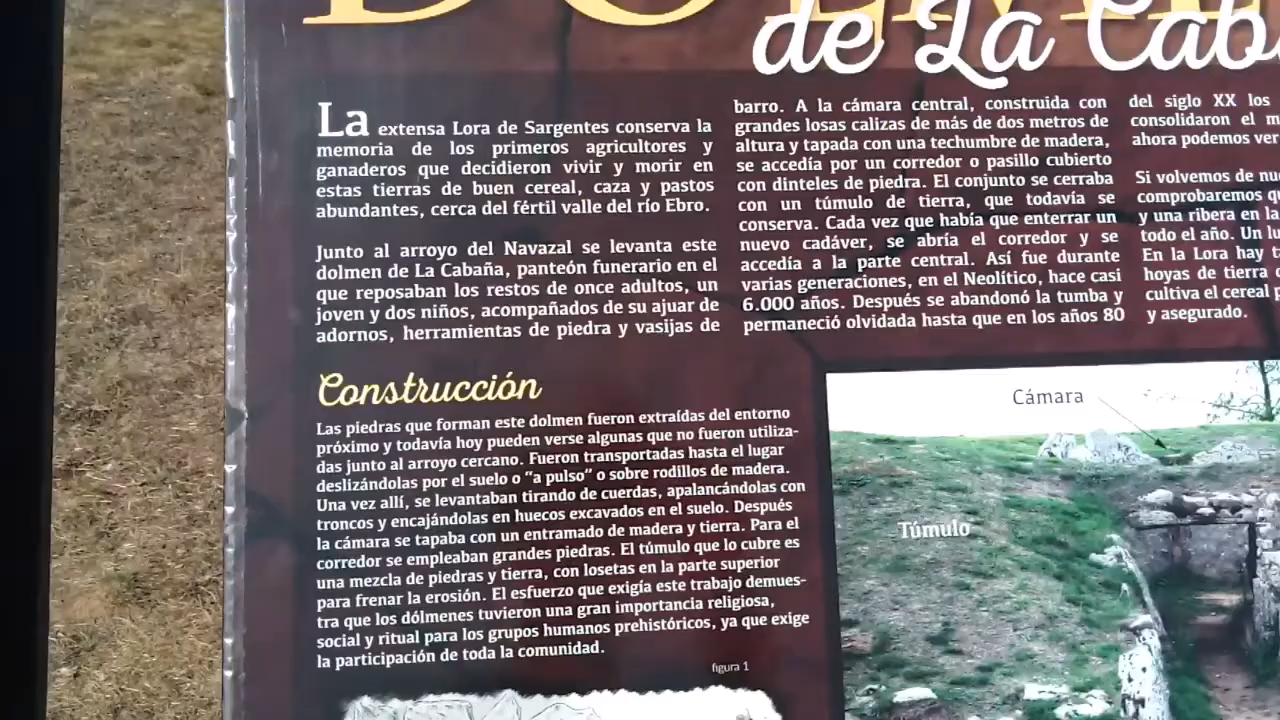 de La Cab
La extensa Lora de Sargentes conserva la
memoria de los primeros agricultores y
ganaderos que decidieron vivir y morir en
estas tierras de buen cereal, caza y pastos
abundantes, cerca del fértil valle del río Ebro.
Junto al arroyo del Navazal se levanta este
dolmen de La Cabaña, panteón funerario en el
que reposaban los restos de once adultos, un
joven y dos niños, acompañados de su ajuar de
adornos, herramientas de piedra y vasijas de
barro. A la cámara central, construida con
grandes losas calizas de más de dos metros de
altura y tapada con una techumbre de madera,
se accedía por un corredor o pasillo cubierto
con dinteles de piedra. El conjunto se cerraba
con un túmulo de tierra, que todavía se
conserva. Cada vez que había que enterrar un
nuevo cadáver, se abría el corredor y se
accedía a la parte central. Así fue durante
varias generaciones, en el Neolítico, hace casi
6.000 años. Después se abandonó la tumba y
permaneció olvidada hasta que en los años 80
del siglo XX los
consolidaron el m
ahora podemos ver
Si volvemos de nu
comprobaremos q
y una ribera en la
todo el año. Un lu
En la Lora hay t
hoyas de tierra
cultiva el cereal p
y asegurado.
Construcción
Las piedras que forman este dolmen fueron extraídas del entorno
próximo y todavía hoy pueden verse algunas que no fueron utiliza-
das junto al arroyo cercano. Fueron transportadas hasta el lugar
deslizándolas por el suelo o “a pulso” o sobre rodillos de madera.
Una vez allí, se levantaban tirando de cuerdas, apalancándolas con
troncos y encajándolas en huecos excavados en el suelo. Después
la cámara se tapaba con un entramado de madera y tierra. Para el
corredor se empleaban grandes piedras. El túmulo que lo cubre es
una mezcla de piedras y tierra, con losetas en la parte superior
para frenar la erosión. El esfuerzo que exigía este trabajo demues-
tra que los dólmenes tuvieron una gran importancia religiosa,
social y ritual para los grupos humanos prehistóricos, ya que exige
la participación de toda la comunidad.
figura 1
Cámara
Túmulo